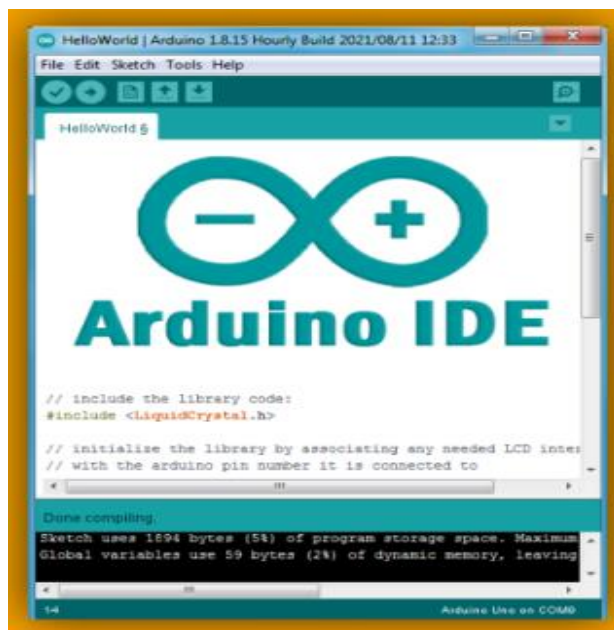 HelloWorld | Arduino 1.8.15 Hourly Build 2021/08/11 12:33
File Edit Sketch Tools Help
HelloWorld §
Arduino IDE
// include the library code:
#include <LiquidCrystal.h>
// initialize the library by associating any needed LCD inter
// with the arduino pin number it is connected to
Done compiling.
Sketch uses 1894 bytes (5%) of program storage space. Maximum
Global variables use 59 bytes (2%) of dynamic memory, leaving
Arduino Uno on